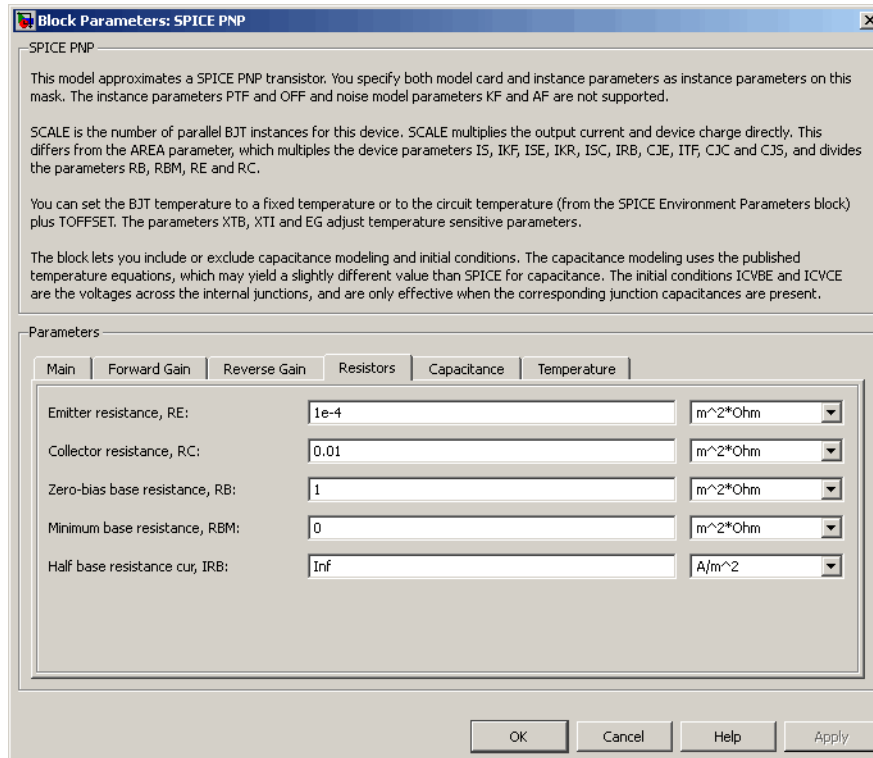 Block Parameters: SPICE PNP
SPICE PNP
This model approximates a SPICE PNP transistor. You specify both model card and instance parameters as instance parameters on this
mask. The instance parameters PTF and OFF and noise model parameters KF and AF are not supported.
SCALE is the number of parallel BJT instances for this device. SCALE multiplies the output current and device charge directly. This
differs from the AREA parameter, which multiples the device parameters IS, IKF, ISE, IKR, ISC, IRB, CJE, ITF, CJC and CJS, and divides
the parameters RB, RBM, RE and RC.
You can set the BJT temperature to a fixed temperature or to the circuit temperature (from the SPICE Environment Parameters block)
plus TOFFSET. The parameters XTB, XTI and EG adjust temperature sensitive parameters.
The block lets you include or exclude capacitance modeling and initial conditions. The capacitance modeling uses the published
temperature equations, which may yield a slightly different value than SPICE for capacitance. The initial conditions ICVBE and ICVCE
are the voltages across the internal junctions, and are only effective when the corresponding junction capacitances are present.
Parameters
Main Forward Gain Reverse Gain Resistors Capacitance Temperature
Emitter resistance, RE: 1e-4 m^2*Ohm
Collector resistance, RC: 0.01 m^2*Ohm
Zero-bias base resistance, RB: 1 m^2*Ohm
Minimum base resistance, RBM: 0 m^2*Ohm
Half base resistance cur, IRB: Inf A/m^2
OK Cancel Help Apply